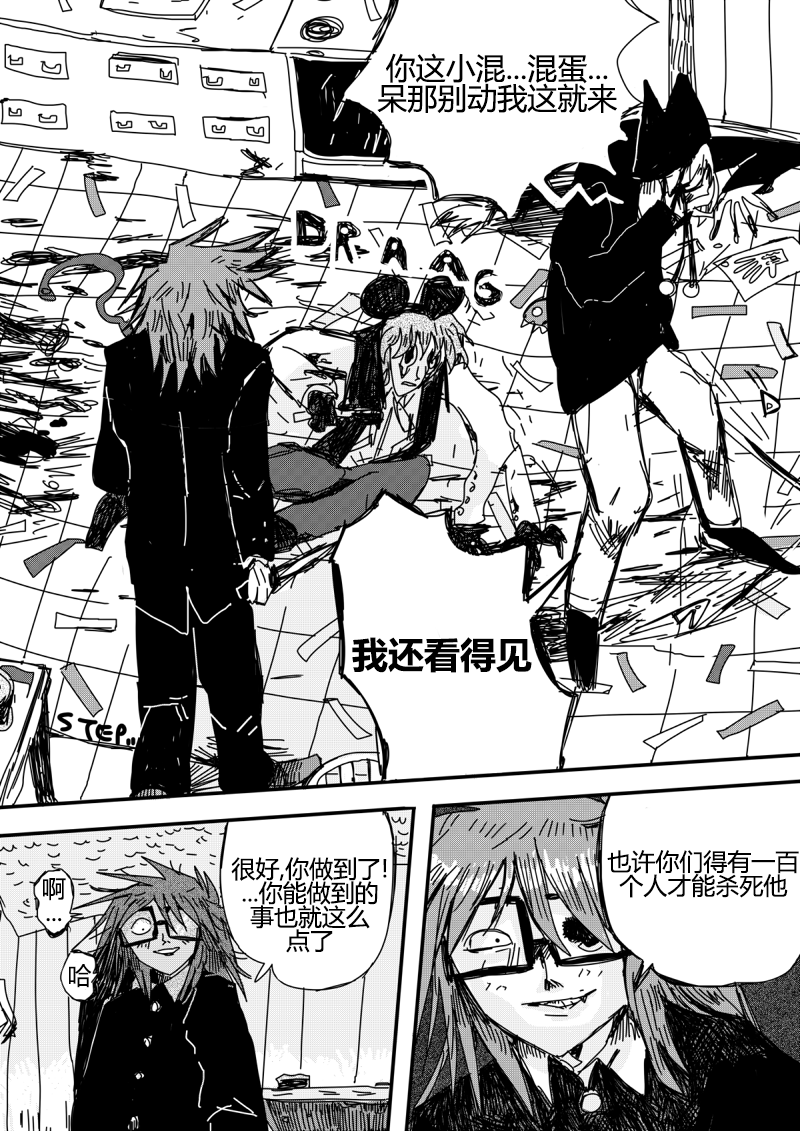 你这小混...混蛋...
呆那别动我这就来
DRAAAG
我还看得见
STEP..
啊
...
哈
很好,你做到了!
...你能做到的
事也就这么
点了
也许你们得有一百
个人才能杀死他